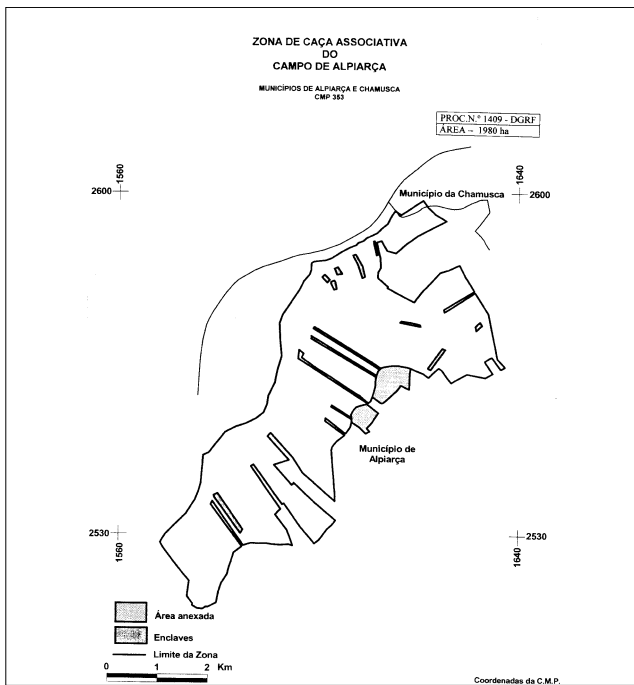 ZONA DE CAÇA ASSOCIATIVA
DO
CAMPO DE ALPIARÇA
MUNICÍPIOS DE ALPIARÇA E CHAMUSCA
CMP 353
PROC.N.º 1409 - DGRF
ÁREA - 1980 ha
1560
1640
2600
2600
Município da Chamusca
Município de
Alpiarça
2530
2530
1560
1640
Área anexada
Enclaves
Limite da Zona
0 1 2 Km
Coordenadas da C.M.P.